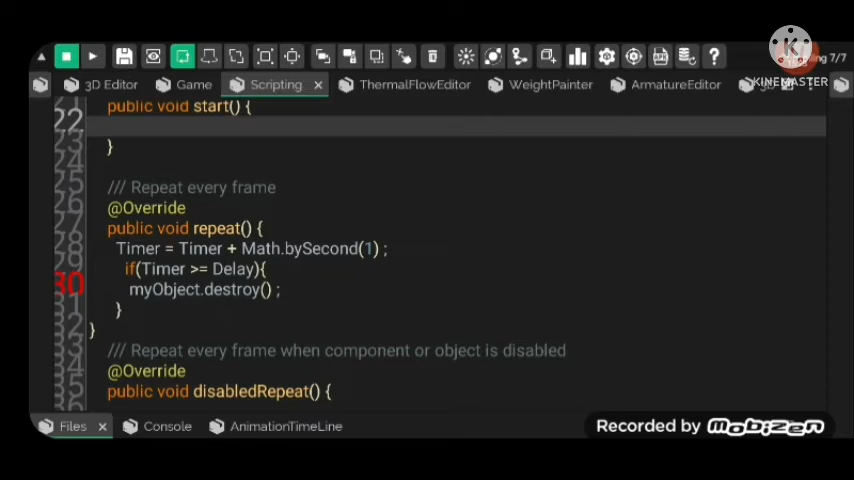 7/7
K
KINEMASTER
3D Editor
Game
Scripting
ThermalFlowEditor
WeightPainter
ArmatureEditor
public void start() {
22
23
}
24
25
/// Repeat every frame
26
@Override
27
public void repeat() {
28
Timer = Timer + Math.bySecond(1) ;
29
if(Timer >= Delay){
30
myObject.destroy() ;
31
}
32
}
33
/// Repeat every frame when component or object is disabled
34
@Override
35
public void disabledRepeat() {
36
Files
Console
AnimationTimeLine
Recorded by mobizen